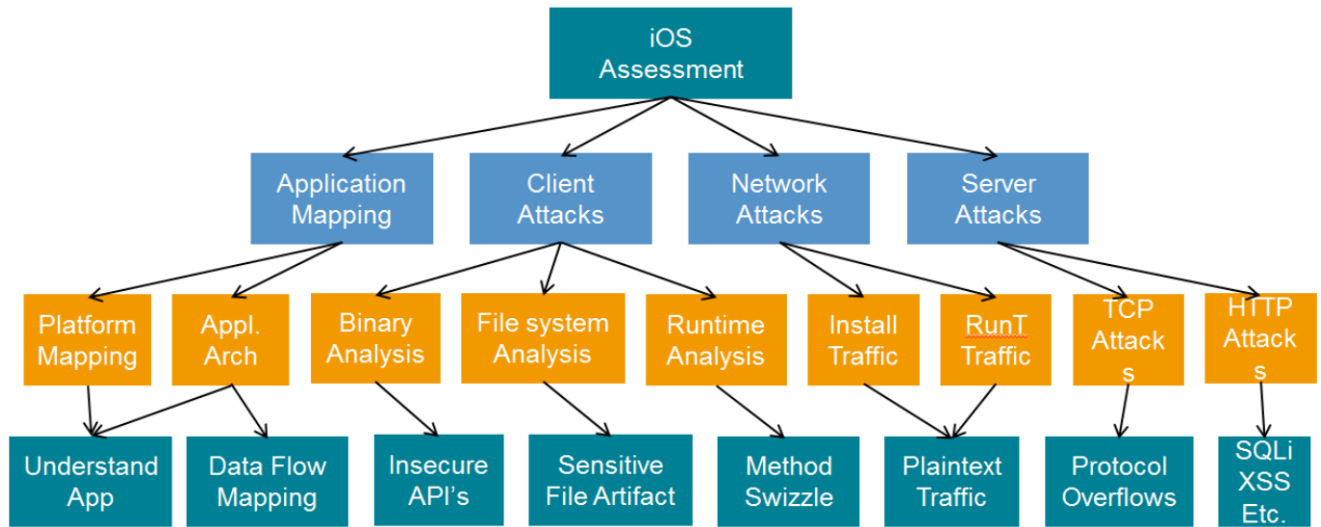 iOS
Assessment
Application
Mapping
Client
Attacks
Network
Attacks
Server
Attacks
Platform
Mapping
Appl.
Arch
Binary
Analysis
File system
Analysis
Runtime
Analysis
Install
Traffic
RunT
Traffic
TCP
Attack
s
HTTP
Attack
s
Understand
App
Data Flow
Mapping
Insecure
API's
Sensitive
File Artifact
Method
Swizzle
Plaintext
Traffic
Protocol
Overflows
SQLi
XSS
Etc.